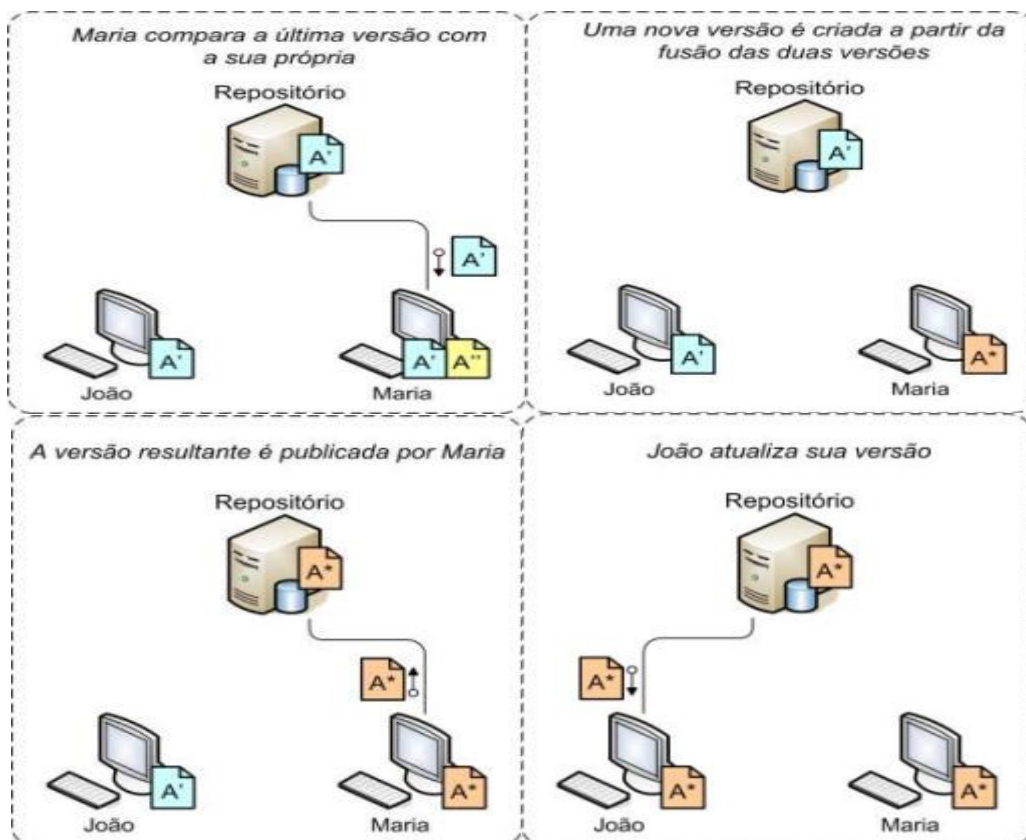 Maria compara a última versão com
a sua própria
Repositório
A'
A'
A'
A' A''
João
Maria
Uma nova versão é criada a partir da
fusão das duas versões
Repositório
A'
A'
A*
João
Maria
A versão resultante é publicada por Maria
Repositório
A*
A*
A'
A*
João
Maria
João atualiza sua versão
Repositório
A*
A*
A*
A*
João
Maria